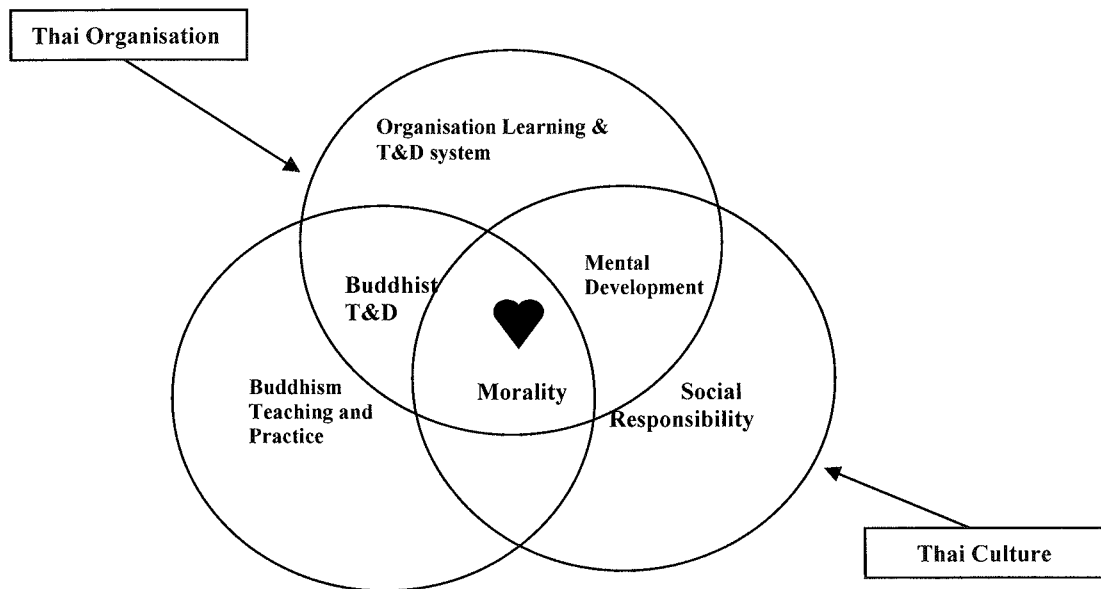 Thai Organisation
Organisation Learning &
T&D system
Mental
Development
Buddhist
T&D
Morality
Buddhism
Teaching and
Practice
Social
Responsibility
Thai Culture